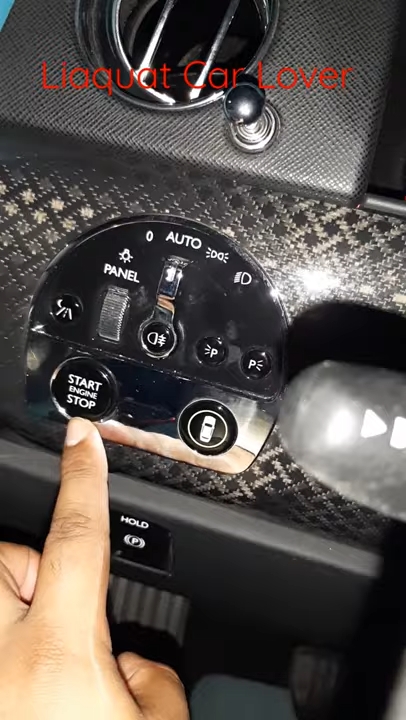 Liaquat Car Lover
0 AUTO
PANEL
P P
START
ENGINE
STOP
HOLD
P